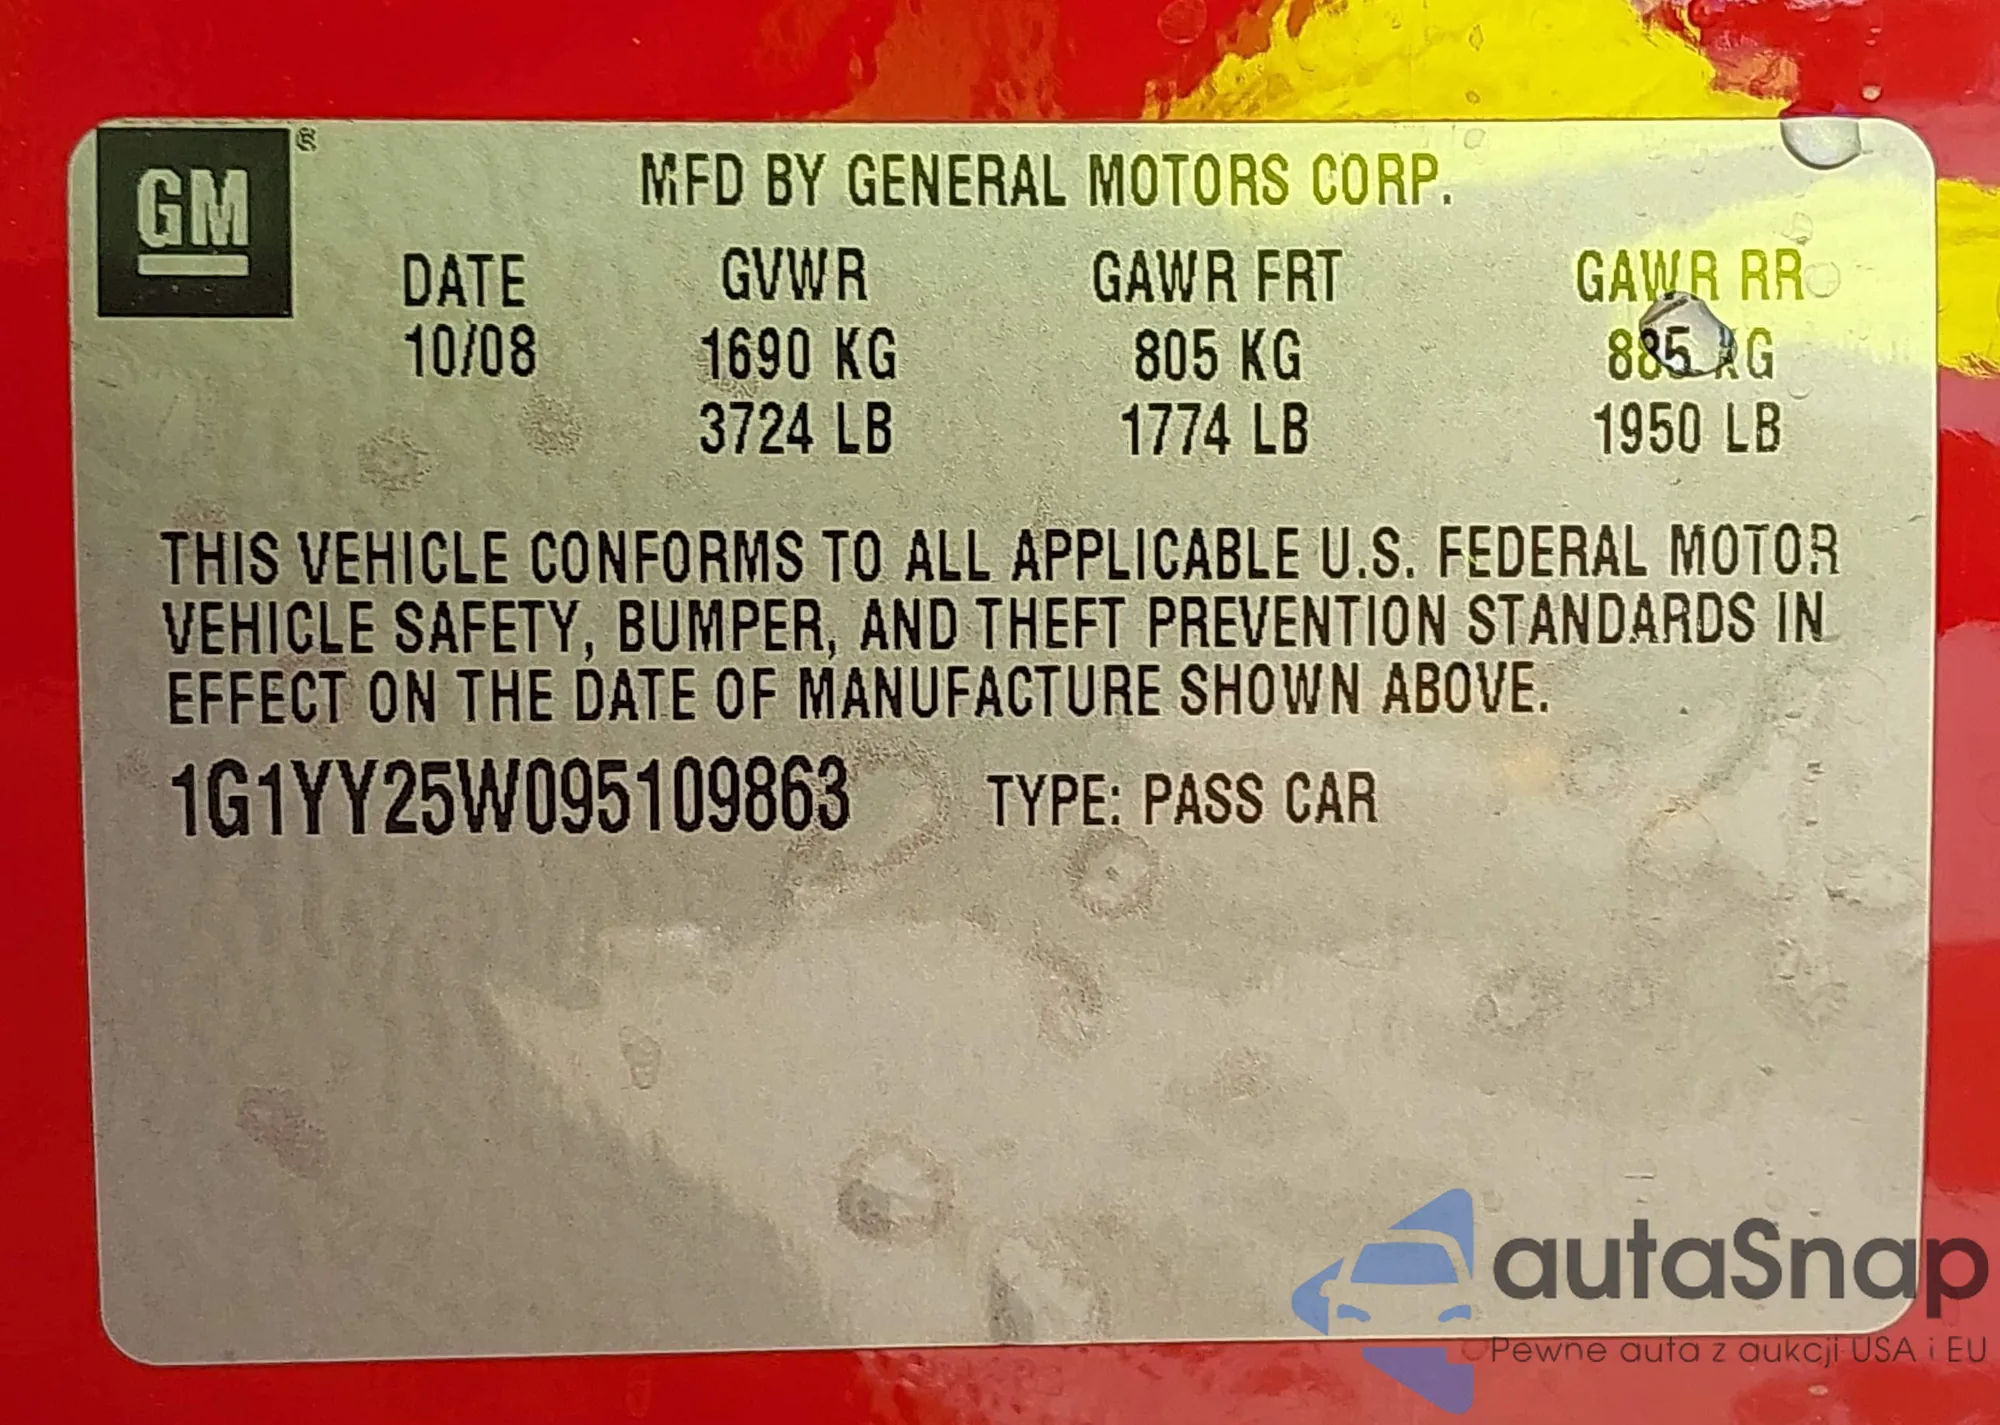 GM ®
MFD BY GENERAL MOTORS CORP.
DATE GVWR GAWR FRT GAWR RR
10/08 1690 KG 805 KG 885 KG
3724 LB 1774 LB 1950 LB
THIS VEHICLE CONFORMS TO ALL APPLICABLE U.S. FEDERAL MOTOR
VEHICLE SAFETY, BUMPER, AND THEFT PREVENTION STANDARDS IN
EFFECT ON THE DATE OF MANUFACTURE SHOWN ABOVE.
1G1YY25W095109863 TYPE: PASS CAR
autaSnap
Pewne auta z aukcji USA i EU